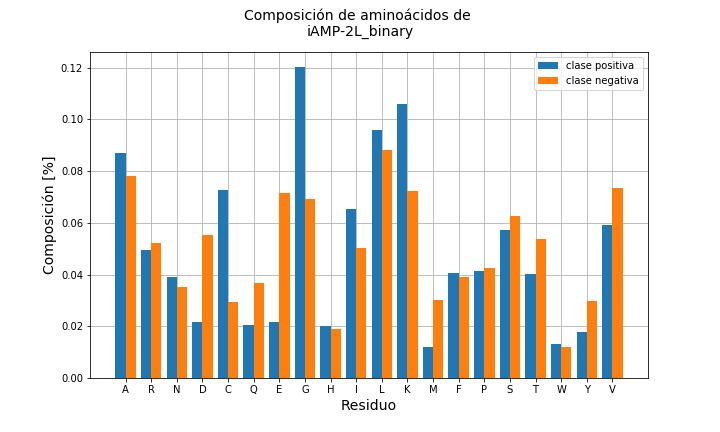 Composición de aminoácidos de
iAMP-2L_binary
clase positiva
clase negativa
Composición [%]
0.12
0.10
0.08
0.06
0.04
0.02
0.00
A R N D C Q E G H I L K M F P S T W Y V
Residuo